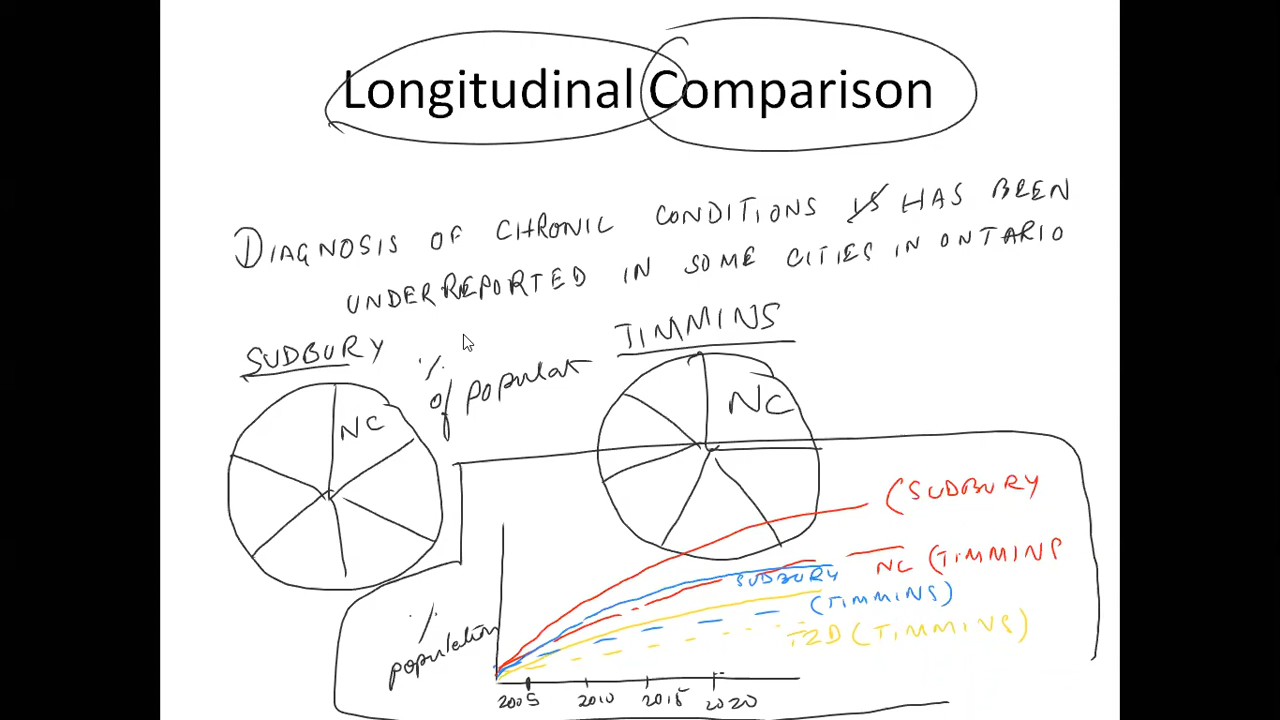 Longitudinal Comparison
DIAGNOSIS OF CHRONIC CONDITIONS IS HAS BEEN
UNDERREPORTED IN SOME CITIES IN ONTARIO
SUDBURY
%
of populat
TIMMINS
NC
NC
(SUDBURY
NC (TIMMINS
SUDBURY
(TIMMINS)
T2D (TIMMINS)
%
population
2005 2010 2015 2020